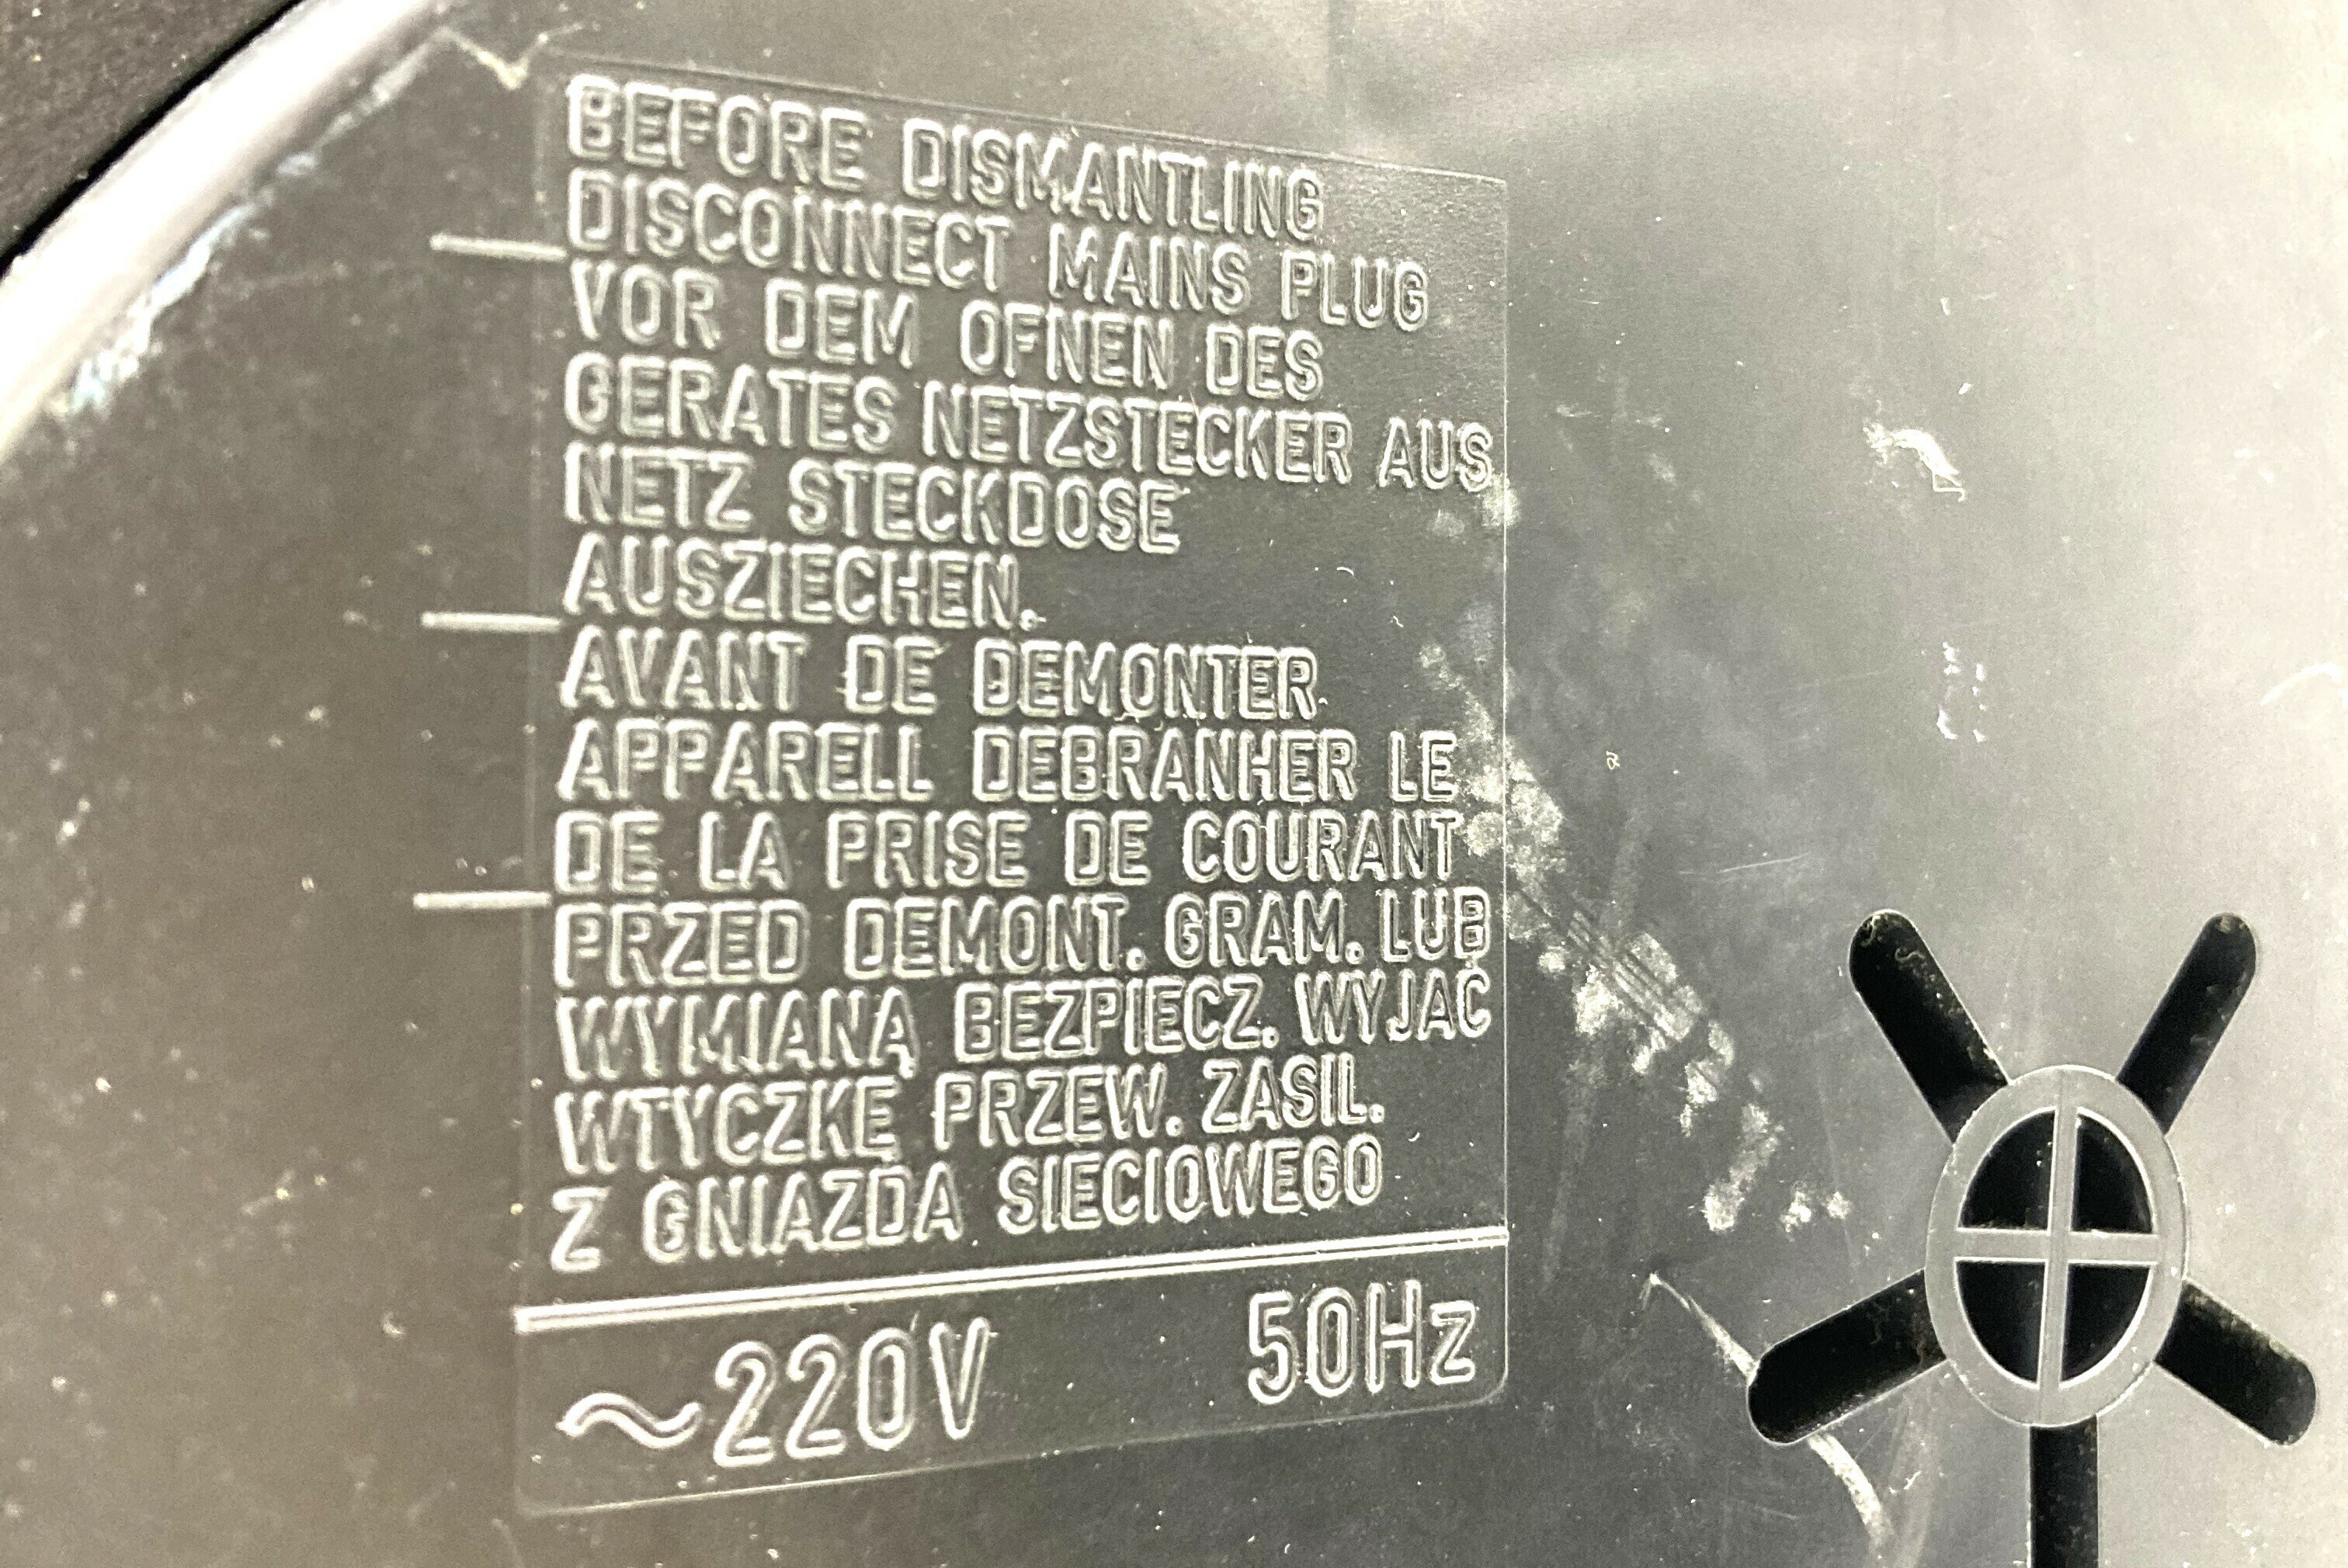 BEFORE DISMANTLING
DISCONNECT MAINS PLUG
VOR DEM OFNEN DES
GERATES NETZSTECKER AUS
NETZ STECKDOSE
AUSZIECHEN.
AVANT DE DEMONTER
APPARELL DEBRANHER LE
DE LA PRISE DE COURANT
PRZED DEMONT. GRAM. LUB
WYMIANĄ BEZPIECZ. WYJĄĆ
WTYCZKĘ PRZEW. ZASIL.
Z GNIAZDA SIECIOWEGO
~220V 50Hz